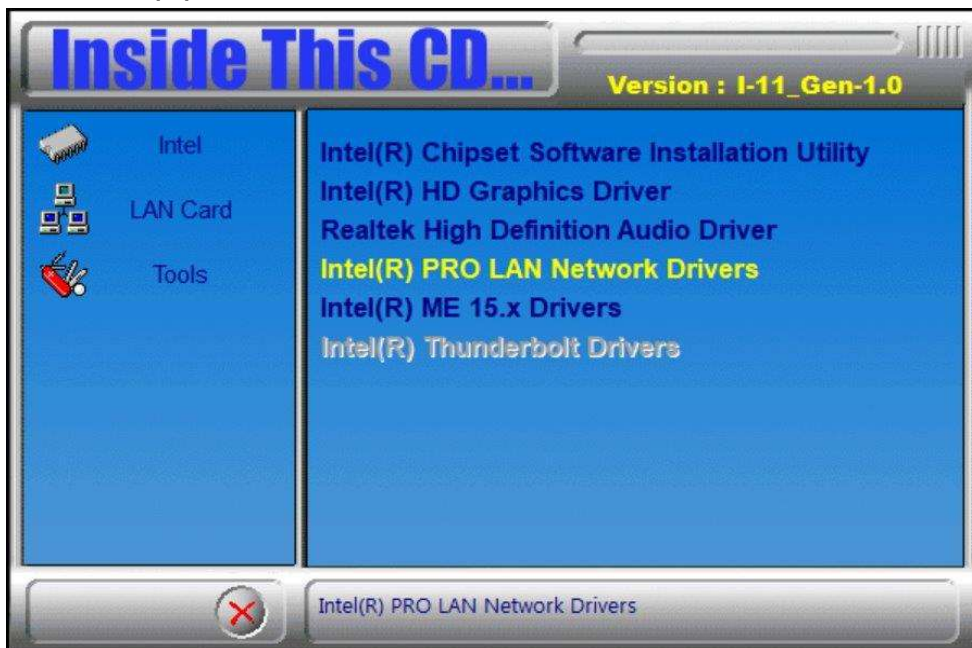 Inside This CD...
Version : I-11_Gen-1.0
Intel
LAN Card
Tools
Intel(R) Chipset Software Installation Utility
Intel(R) HD Graphics Driver
Realtek High Definition Audio Driver
Intel(R) PRO LAN Network Drivers
Intel(R) ME 15.x Drivers
Intel(R) Thunderbolt Drivers
Intel(R) PRO LAN Network Drivers